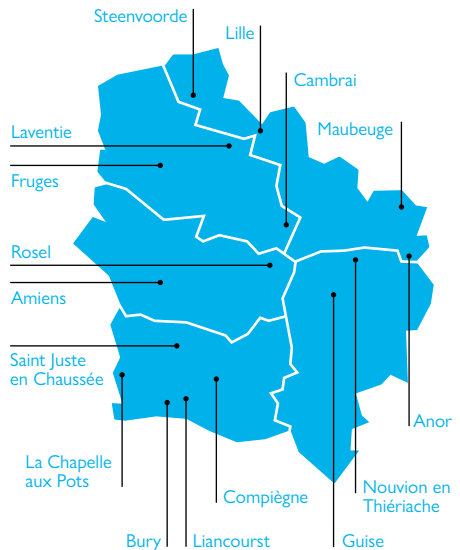 Steenvoorde
Lille
Cambrai
Maubeuge
Laventie
Fruges
Rosel
Amiens
Saint Juste
en Chaussée
Anor
La Chapelle
aux Pots
Compiègne
Nouvion en
Thiériache
Bury
Liancourst
Guise